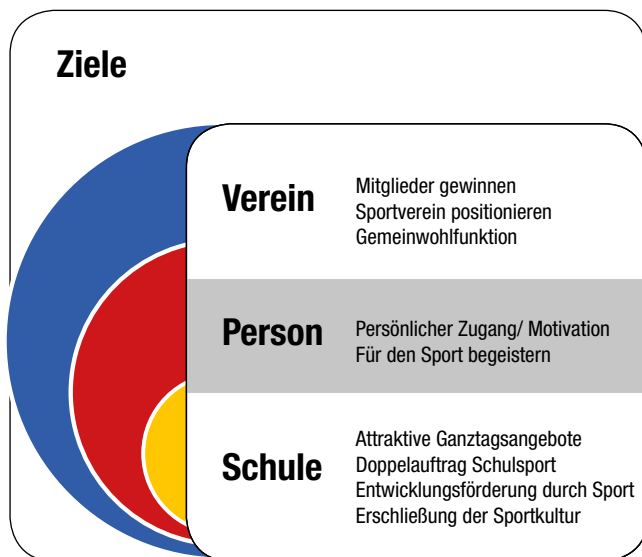 Ziele
Verein
Mitglieder gewinnen
Sportverein positionieren
Gemeinwohlfunktion
Person
Persönlicher Zugang/ Motivation
Für den Sport begeistern
Schule
Attraktive Ganztagsangebote
Doppelauftrag Schulsport
Entwicklungsförderung durch Sport
Erschließung der Sportkultur